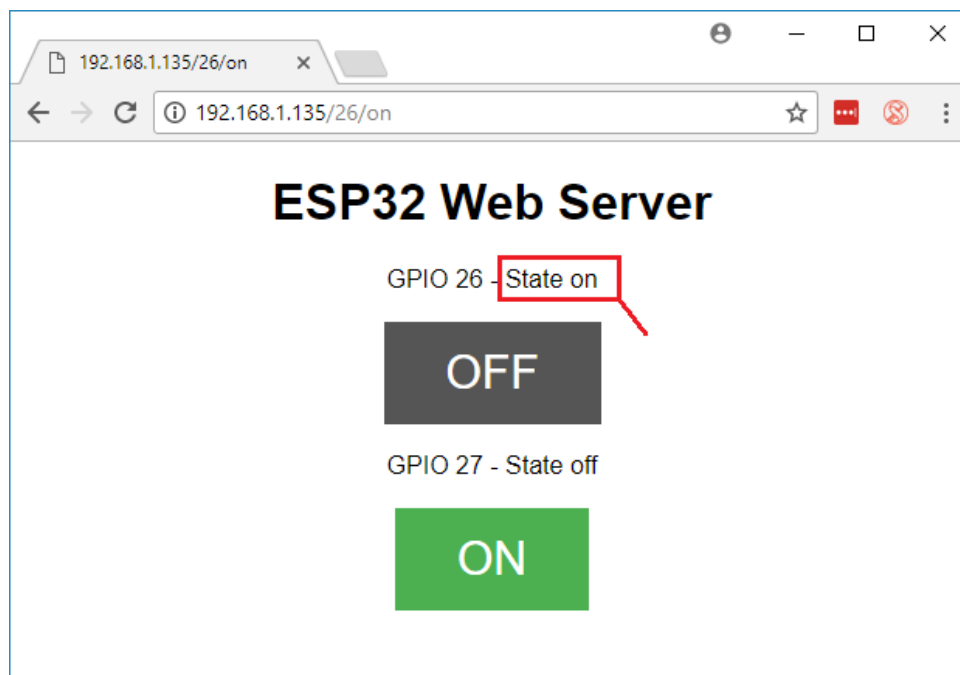 192.168.1.135/26/on
192.168.1.135/26/on
ESP32 Web Server
GPIO 26 - State on
OFF
GPIO 27 - State off
ON